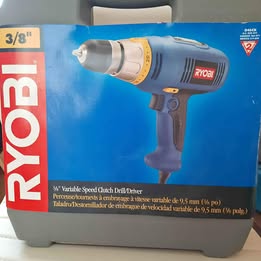 3/8"
RYOBI
2
RYOBI
⅜" Variable Speed Clutch Drill/Driver
Perceuse/tournevis à embrayage à vitesse variable de 9,5 mm (⅜ po)
Taladro/Destornillador de embrague de velocidad variable de 9,5 mm (⅜ pulg.)